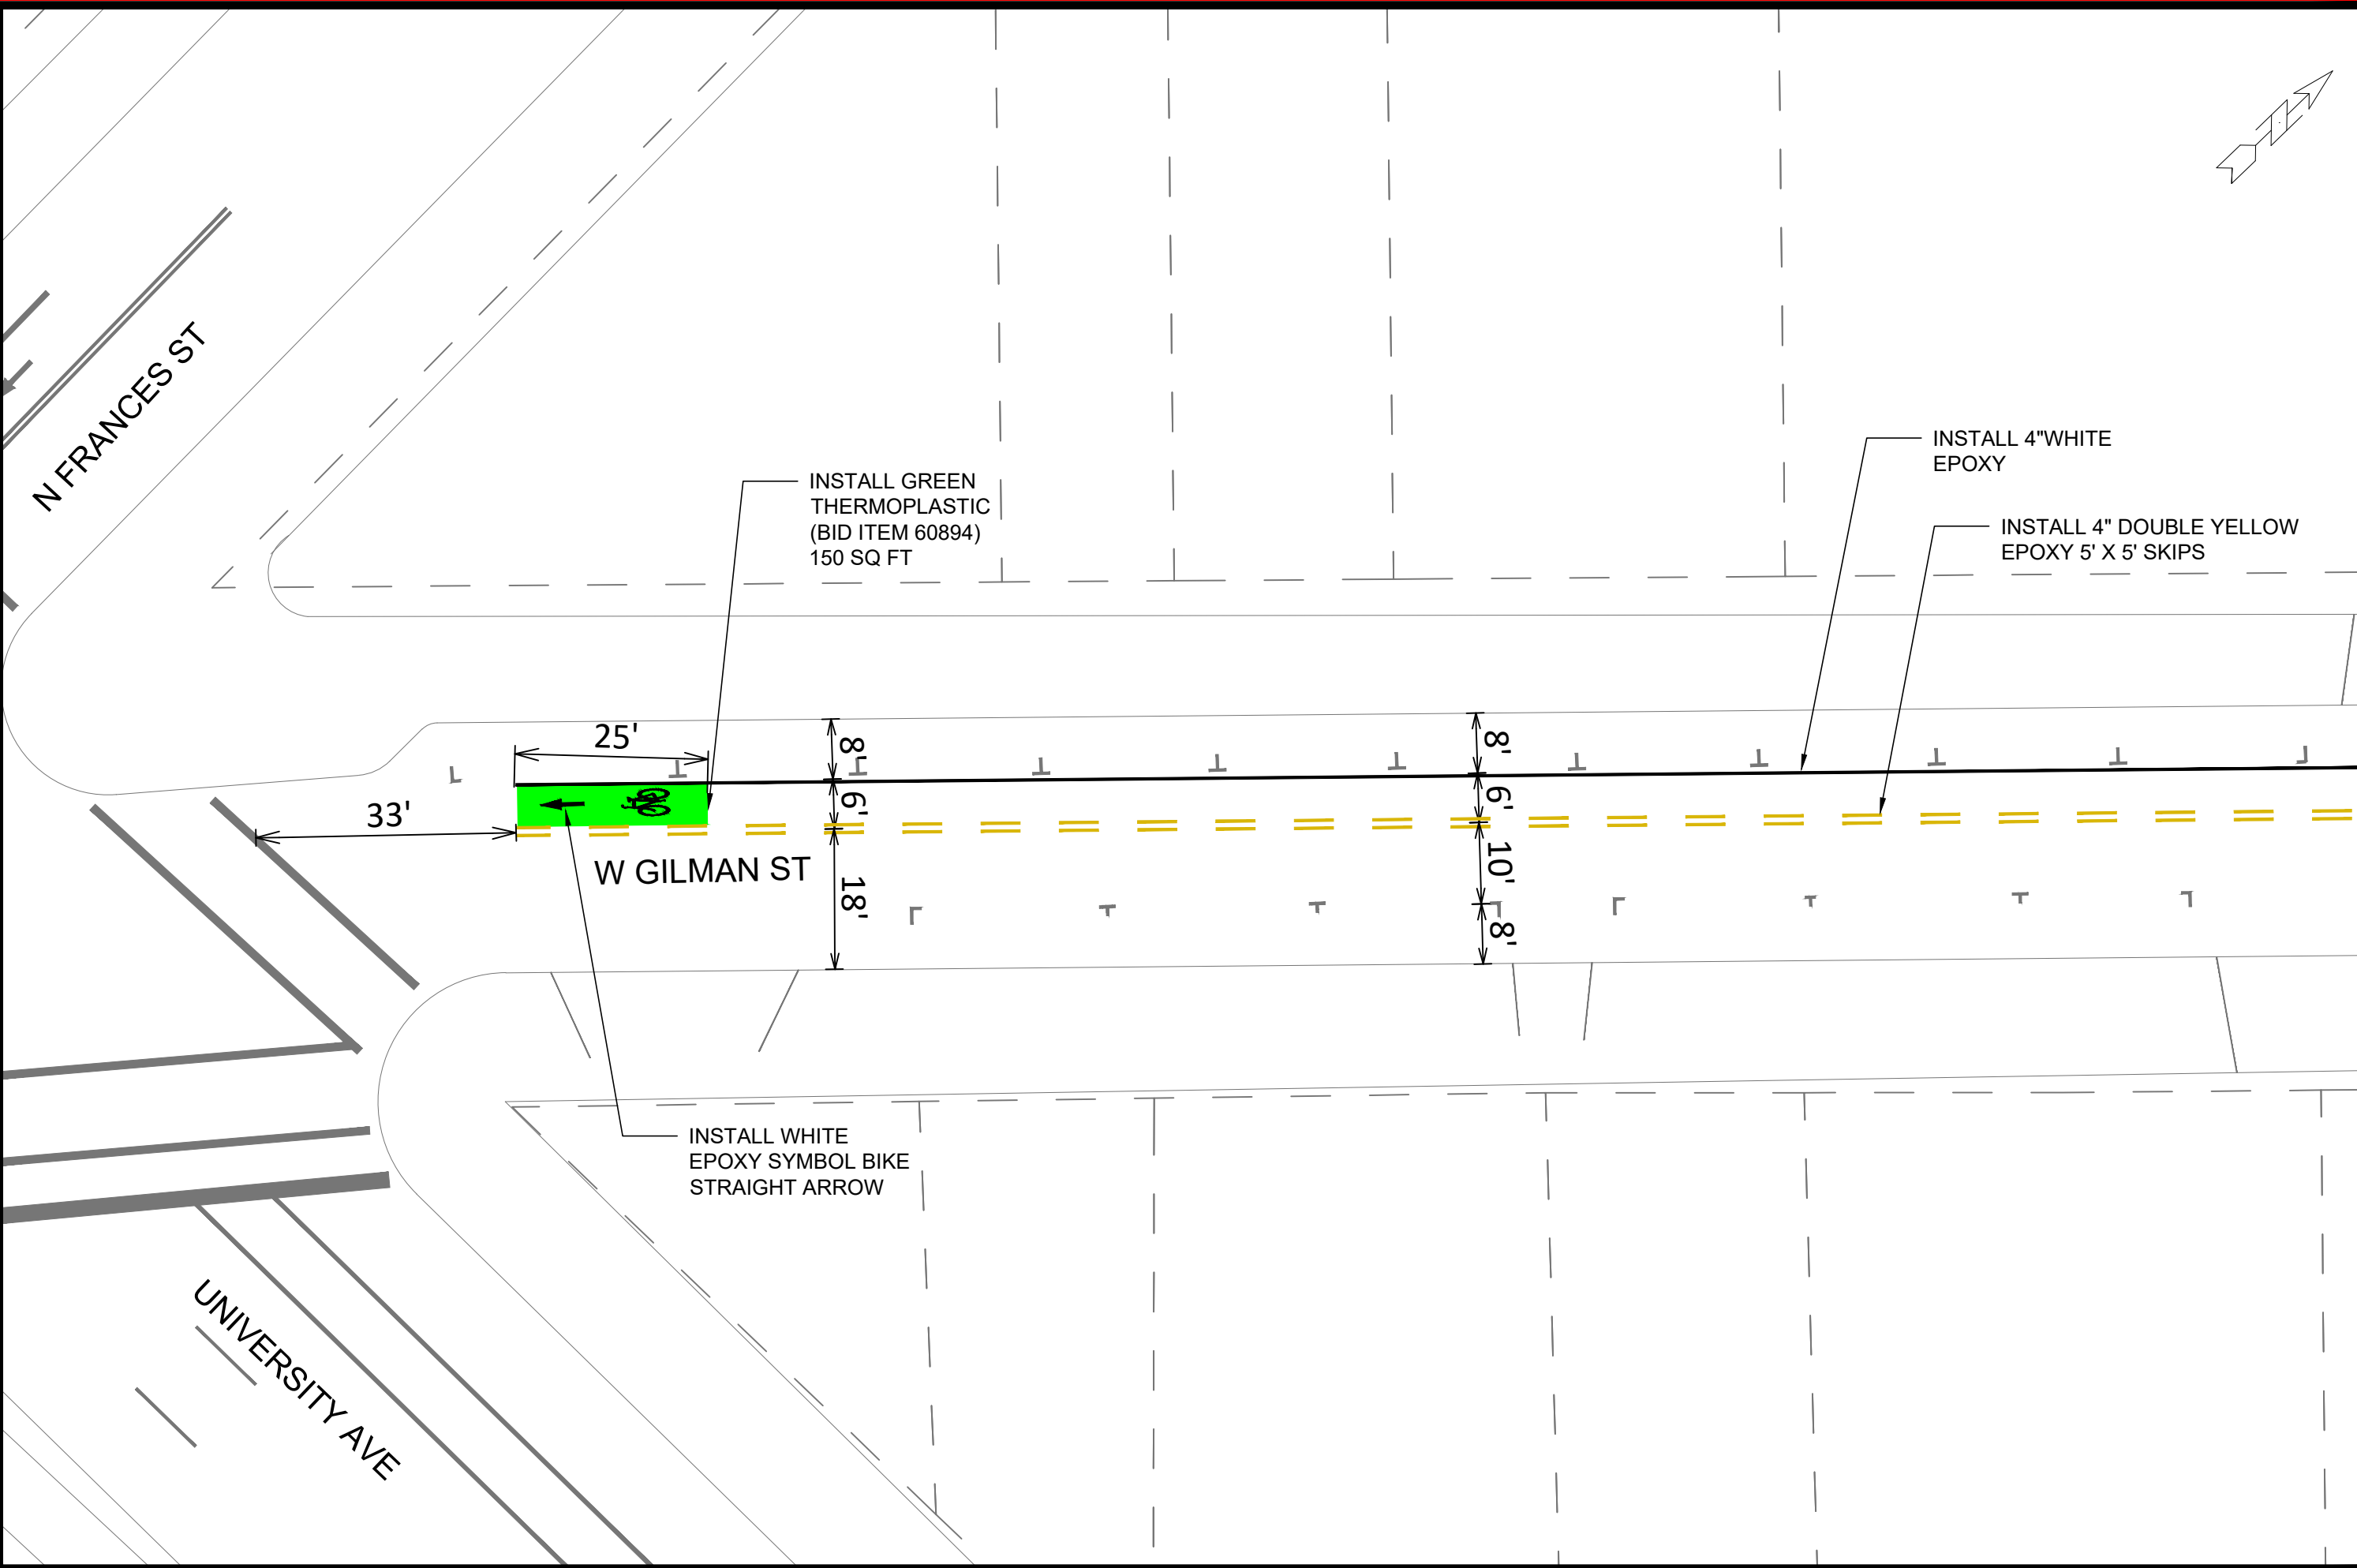 N FRANCES ST
INSTALL 4"WHITE
EPOXY
INSTALL GREEN
THERMOPLASTIC
(BID ITEM 60894)
150 SQ FT
INSTALL 4" DOUBLE YELLOW
EPOXY 5' X 5' SKIPS
25'
8'
8'
33'
6'
6'
W GILMAN ST
18'
10'
8'
INSTALL WHITE
EPOXY SYMBOL BIKE
STRAIGHT ARROW
UNIVERSITY AVE
N